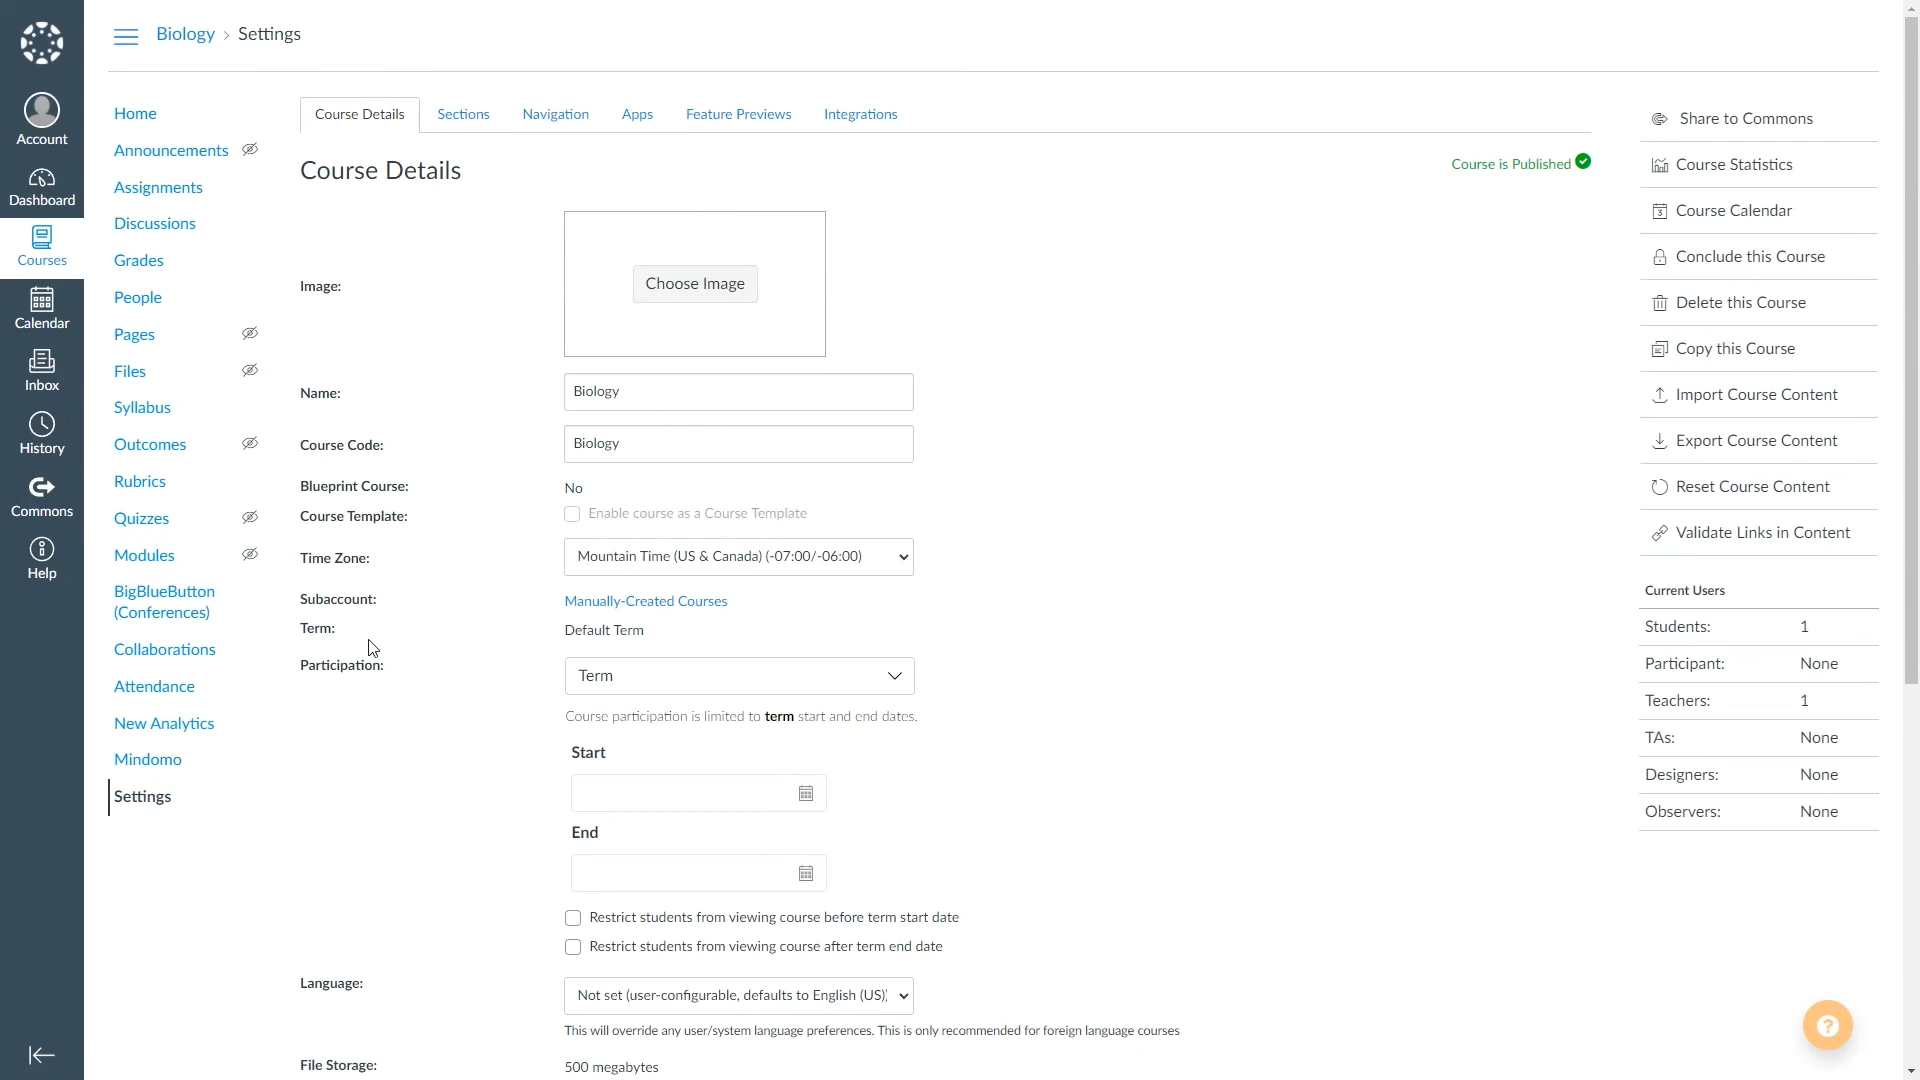 Biology › Settings
Account
Dashboard
Courses
Calendar
Inbox
History
Commons
Help
Home
Announcements
Assignments
Discussions
Grades
People
Pages
Files
Syllabus
Outcomes
Rubrics
Quizzes
Modules
BigBlueButton
(Conferences)
Collaborations
Attendance
New Analytics
Mindomo
Settings
Course Details Sections Navigation Apps Feature Previews Integrations
Course Details
Course is Published
Image:
Choose Image
Name:
Biology
Course Code:
Biology
Blueprint Course:
No
Course Template:
Enable course as a Course Template
Time Zone:
Mountain Time (US & Canada) (-07:00/-06:00)
Subaccount:
Manually-Created Courses
Term:
Default Term
Participation:
Term
Course participation is limited to term start and end dates.
Start
End
Restrict students from viewing course before term start date
Restrict students from viewing course after term end date
Language:
Not set (user-configurable, defaults to English (US))
This will override any user/system language preferences. This is only recommended for foreign language courses
File Storage:
500 megabytes
Share to Commons
Course Statistics
3
Course Calendar
Conclude this Course
Delete this Course
Copy this Course
Import Course Content
Export Course Content
Reset Course Content
Validate Links in Content
Current Users
Students: 1
Participant: None
Teachers: 1
TAs: None
Designers: None
Observers: None
?